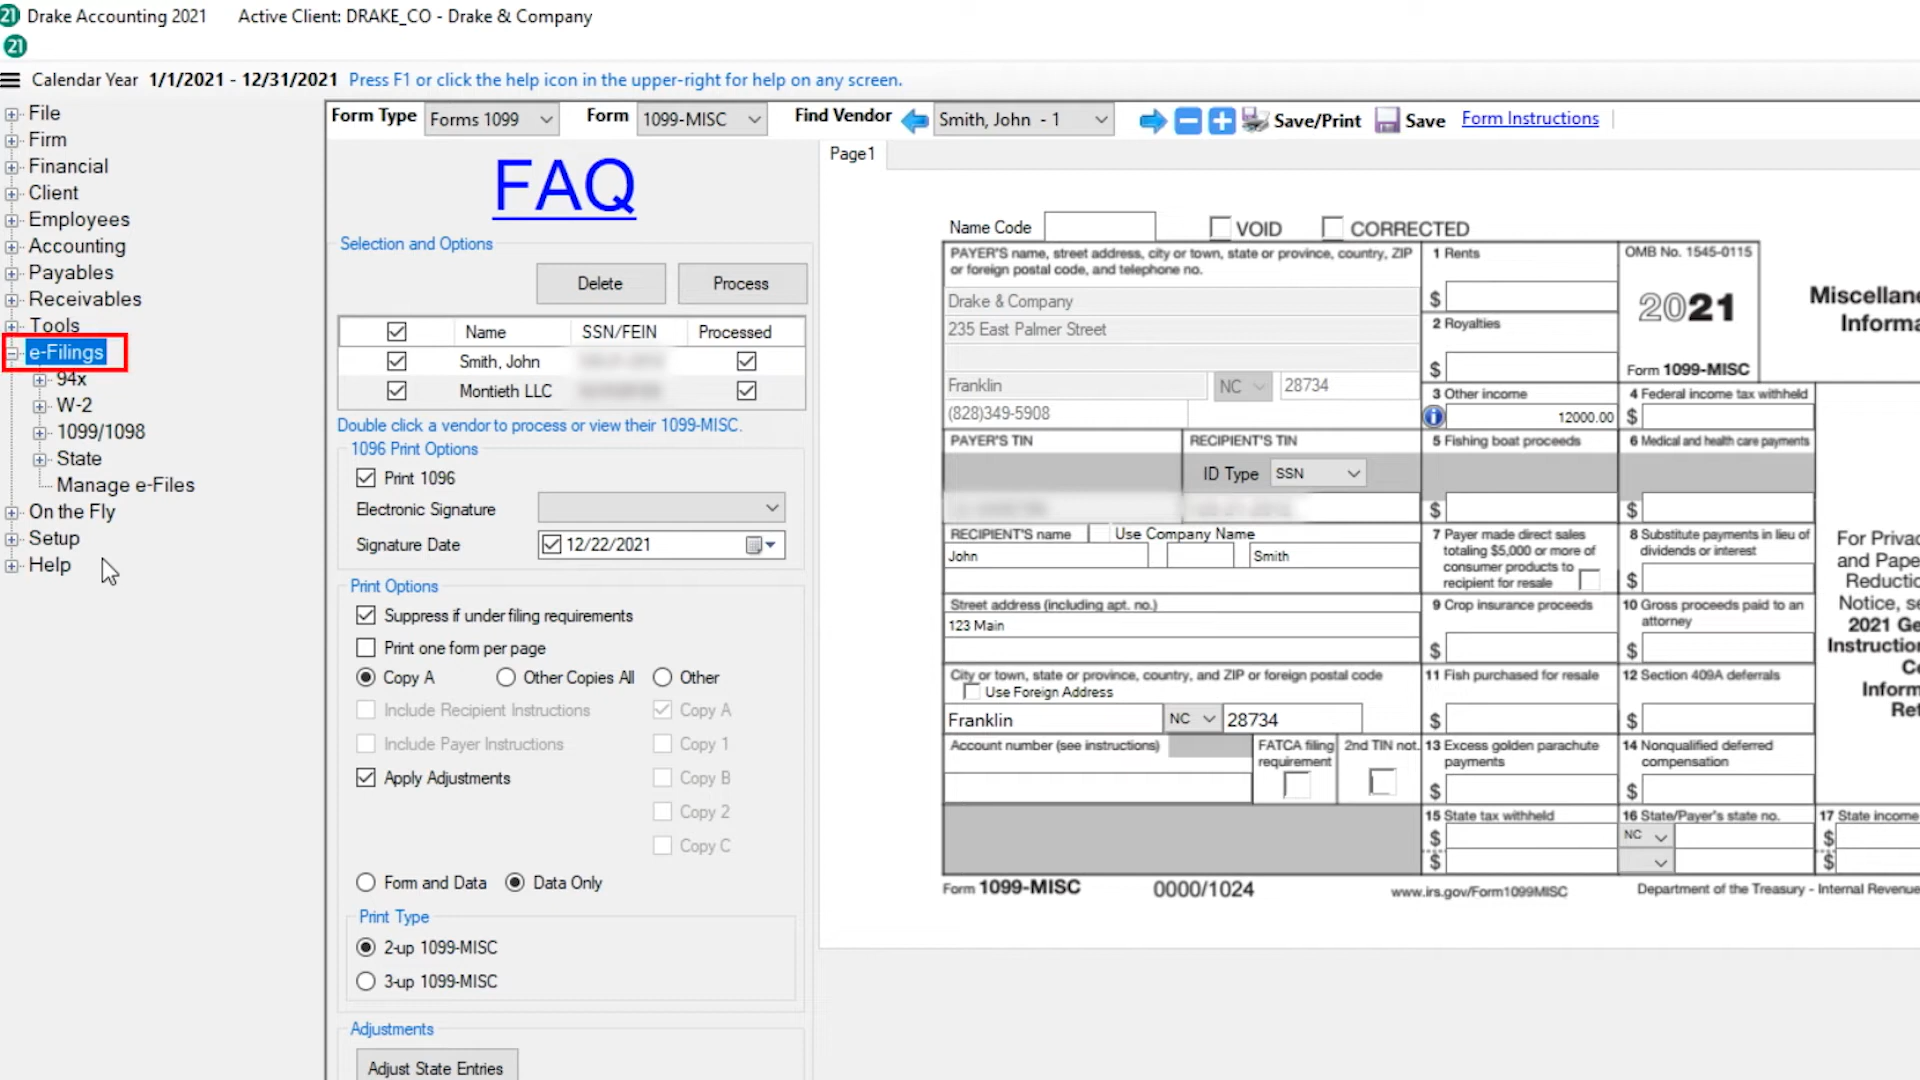 21 Drake Accounting 2021 Active Client: DRAKE_CO - Drake & Company
21
Calendar Year 1/1/2021 - 12/31/2021 Press F1 or click the help icon in the upper-right for help on any screen.
File
Firm
Financial
Client
Employees
Accounting
Payables
Receivables
Tools
e-Filings
94x
W-2
1099/1098
State
Manage e-Files
On the Fly
Setup
Help
Form Type Forms 1099 Form 1099-MISC Find Vendor Smith, John - 1 Save/Print Save Form Instructions
FAQ
Selection and Options
Delete Process
Name SSN/FEIN Processed
Smith, John
Montieth LLC
Double click a vendor to process or view their 1099-MISC.
1096 Print Options
Print 1096
Electronic Signature
Signature Date 12/22/2021
Print Options
Suppress if under filing requirements
Print one form per page
Copy A Other Copies All Other
Include Recipient Instructions Copy A
Include Payer Instructions Copy 1
Apply Adjustments Copy B
Copy 2
Copy C
Form and Data Data Only
Print Type
2-up 1099-MISC
3-up 1099-MISC
Adjustments
Adjust State Entries
Page1
Name Code VOID CORRECTED
PAYER'S name, street address, city or town, state or province, country, ZIP
or foreign postal code, and telephone no.
Drake & Company
235 East Palmer Street
Franklin NC 28734
(828)349-5908
PAYER'S TIN RECIPIENT'S TIN
ID Type SSN
RECIPIENT'S name Use Company Name
John Smith
Street address (including apt. no.)
123 Main
City or town, state or province, country, and ZIP or foreign postal code
Use Foreign Address
Franklin NC 28734
Account number (see instructions) FATCA filing
requirement
2nd TIN not.
1 Rents
$
2 Royalties
$
OMB No. 1545-0115
2021
Form 1099-MISC
3 Other income
12000.00
4 Federal income tax withheld
$
5 Fishing boat proceeds
$
6 Medical and health care payments
$
7 Payer made direct sales
totaling $5,000 or more of
consumer products to
recipient for resale
8 Substitute payments in lieu of
dividends or interest
$
9 Crop insurance proceeds
$
10 Gross proceeds paid to an
attorney
$
11 Fish purchased for resale
$
12 Section 409A deferrals
$
13 Excess golden parachute
payments
$
14 Nonqualified deferred
compensation
$
15 State tax withheld
$
$
16 State/Payer's state no.
NC
17 State income
$
$
Miscellane
Informa
For Privac
and Pape
Reductio
Notice, se
2021 Ge
Instruction
Ce
Inform
Ret
Form 1099-MISC 0000/1024 www.irs.gov/Form1099MISC Department of the Treasury - Internal Revenue